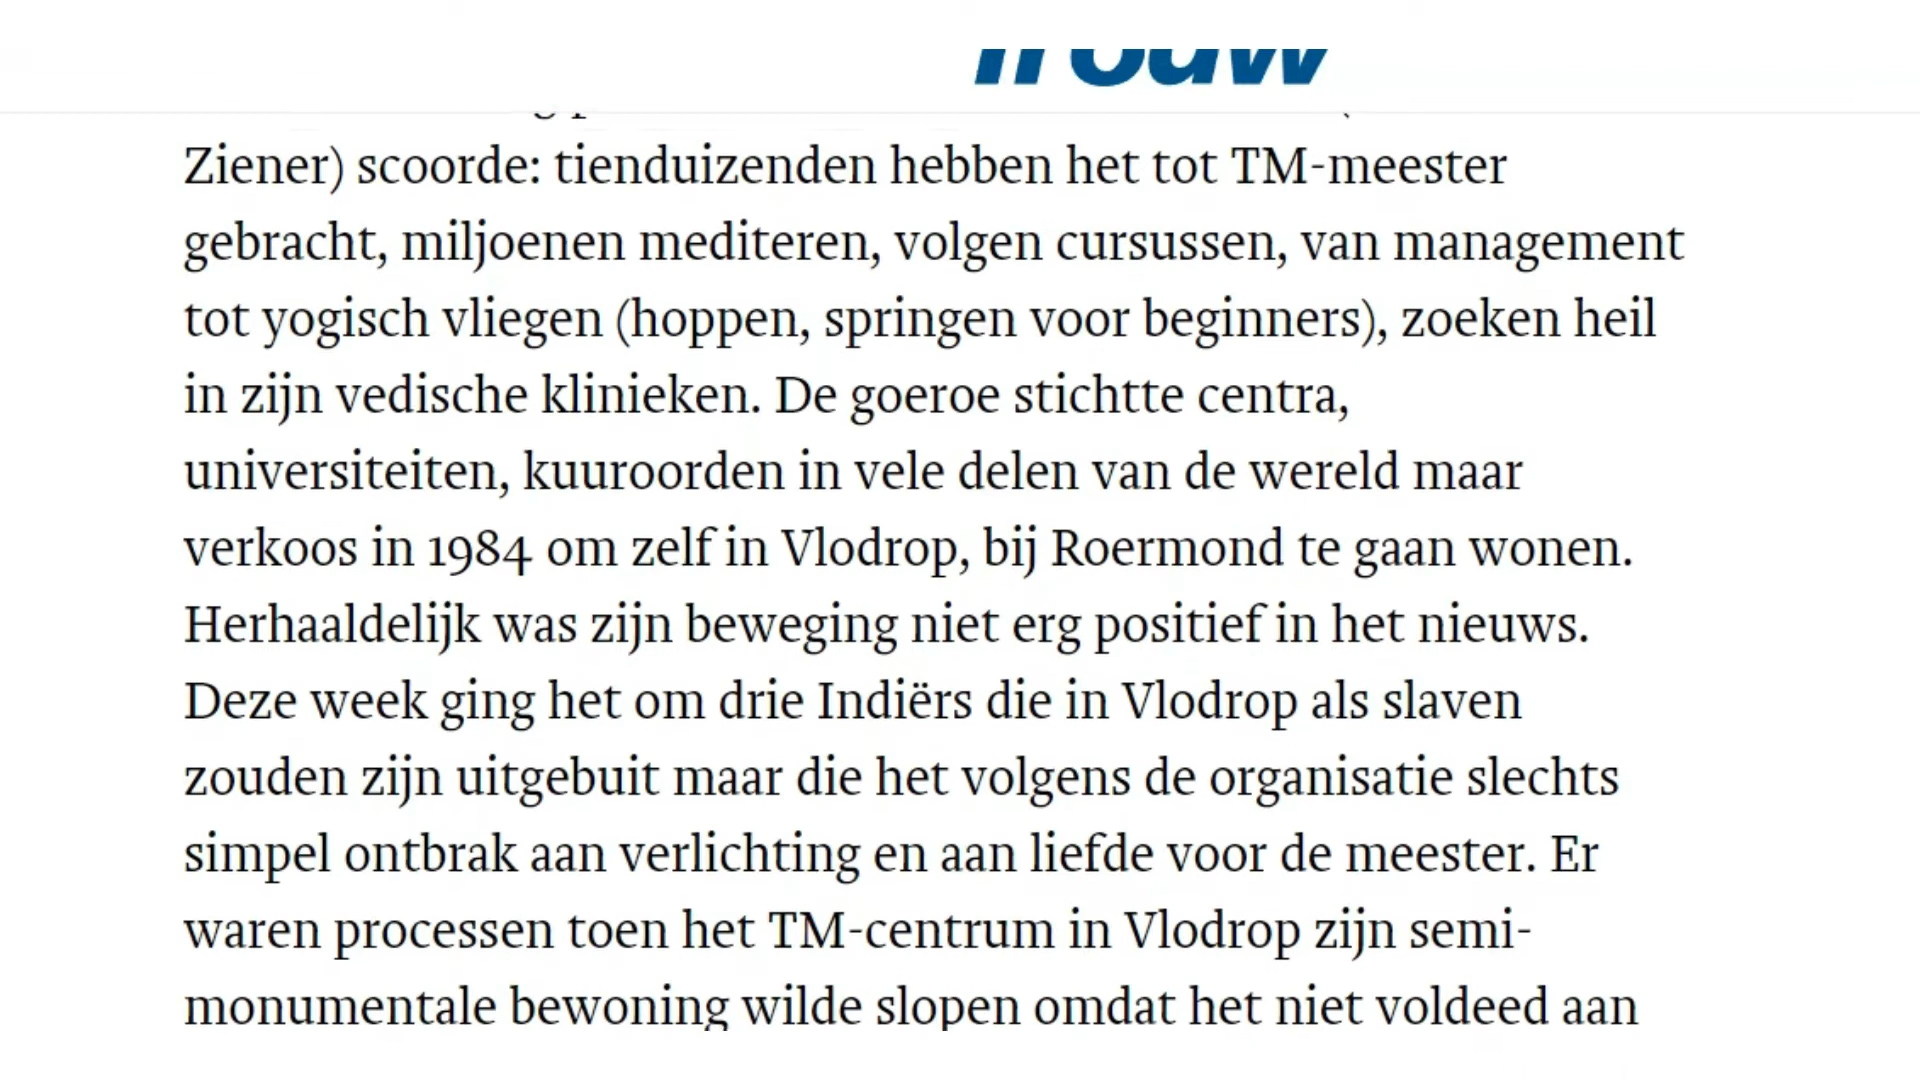 Trouw
Ziener) scoorde: tienduizenden hebben het tot TM-meester
gebracht, miljoenen mediteren, volgen cursussen, van management
tot yogisch vliegen (hoppen, springen voor beginners), zoeken heil
in zijn vedische klinieken. De goeroe stichtte centra,
universiteiten, kuuroorden in vele delen van de wereld maar
verkoos in 1984 om zelf in Vlodrop, bij Roermond te gaan wonen.
Herhaaldelijk was zijn beweging niet erg positief in het nieuws.
Deze week ging het om drie Indiërs die in Vlodrop als slaven
zouden zijn uitgebuit maar die het volgens de organisatie slechts
simpel ontbrak aan verlichting en aan liefde voor de meester. Er
waren processen toen het TM-centrum in Vlodrop zijn semi-
monumentale bewoning wilde slopen omdat het niet voldeed aan